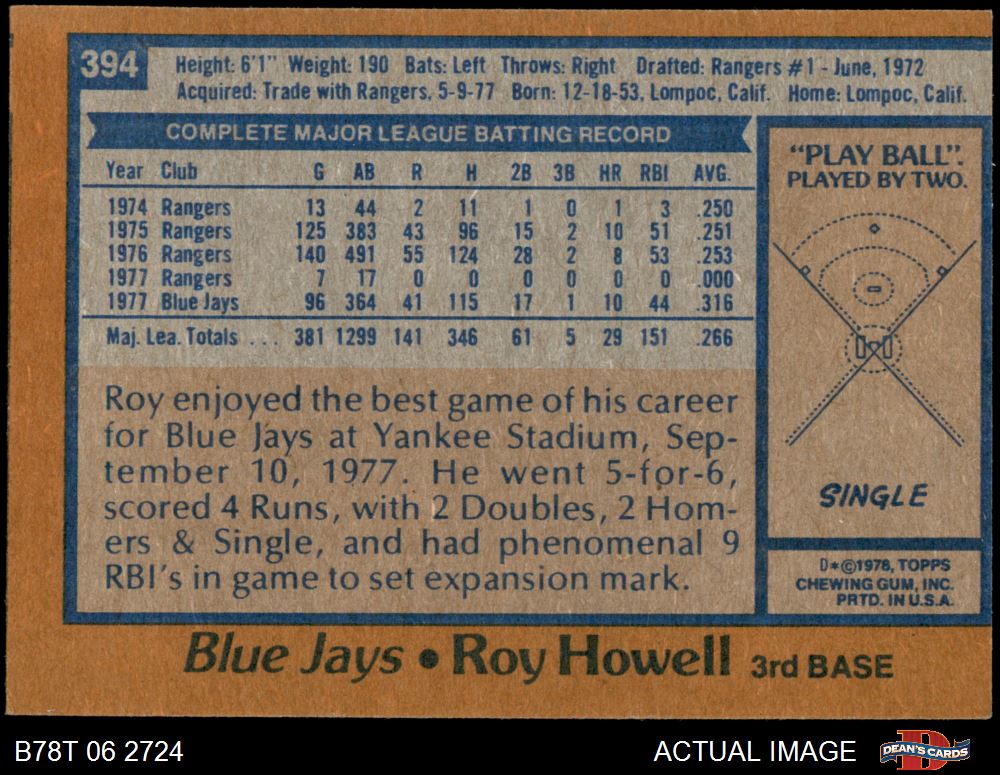 394
Height: 6'1" Weight: 190 Bats: Left Throws: Right Drafted: Rangers #1 - June, 1972
Acquired: Trade with Rangers, 5-9-77 Born: 12-18-53, Lompoc, Calif. Home: Lompoc, Calif.
COMPLETE MAJOR LEAGUE BATTING RECORD
Year Club G AB R H 2B 3B HR RBI AVG.
1974 Rangers 13 44 2 11 1 0 1 3 .250
1975 Rangers 125 383 43 96 15 2 10 51 .251
1976 Rangers 140 491 55 124 28 2 8 53 .253
1977 Rangers 7 17 0 0 0 0 0 0 .000
1977 Blue Jays 96 364 41 115 17 1 10 44 .316
Maj. Lea. Totals . . . 381 1299 141 346 61 5 29 151 .266
Roy enjoyed the best game of his career
for Blue Jays at Yankee Stadium, Sep-
tember 10, 1977. He went 5-for-6,
scored 4 Runs, with 2 Doubles, 2 Hom-
ers & Single, and had phenomenal 9
RBI's in game to set expansion mark.
"PLAY BALL".
PLAYED BY TWO.
SINGLE
D*©1978, TOPPS
CHEWING GUM, INC.
PRTD. IN U.S.A.
Blue Jays • Roy Howell 3rd BASE
B78T 06 2724
ACTUAL IMAGE
D
DEAN'S CARDS